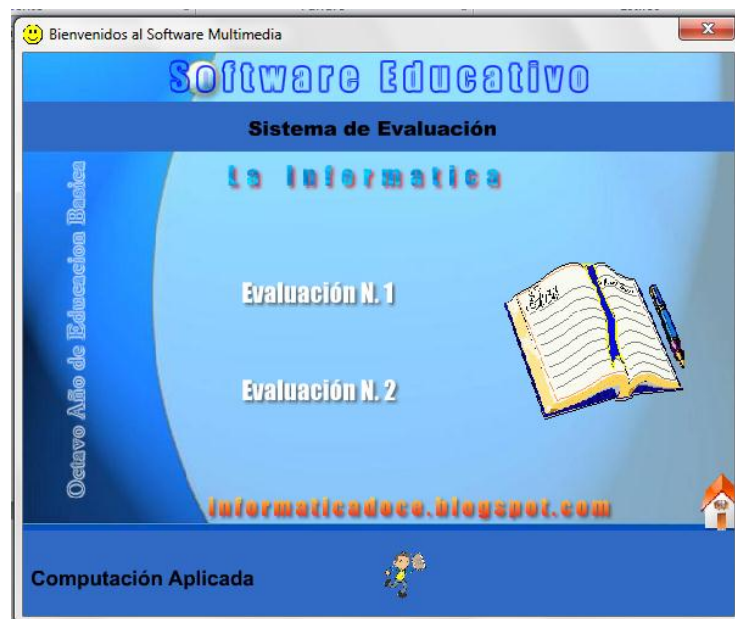 Bienvenidos al Software Multimedia
Software Educativo
Sistema de Evaluación
La Informatica
Octavo Año de Educacion Basica
Evaluación N. 1
Evaluación N. 2
informaticadoce.blogspot.com
Computación Aplicada